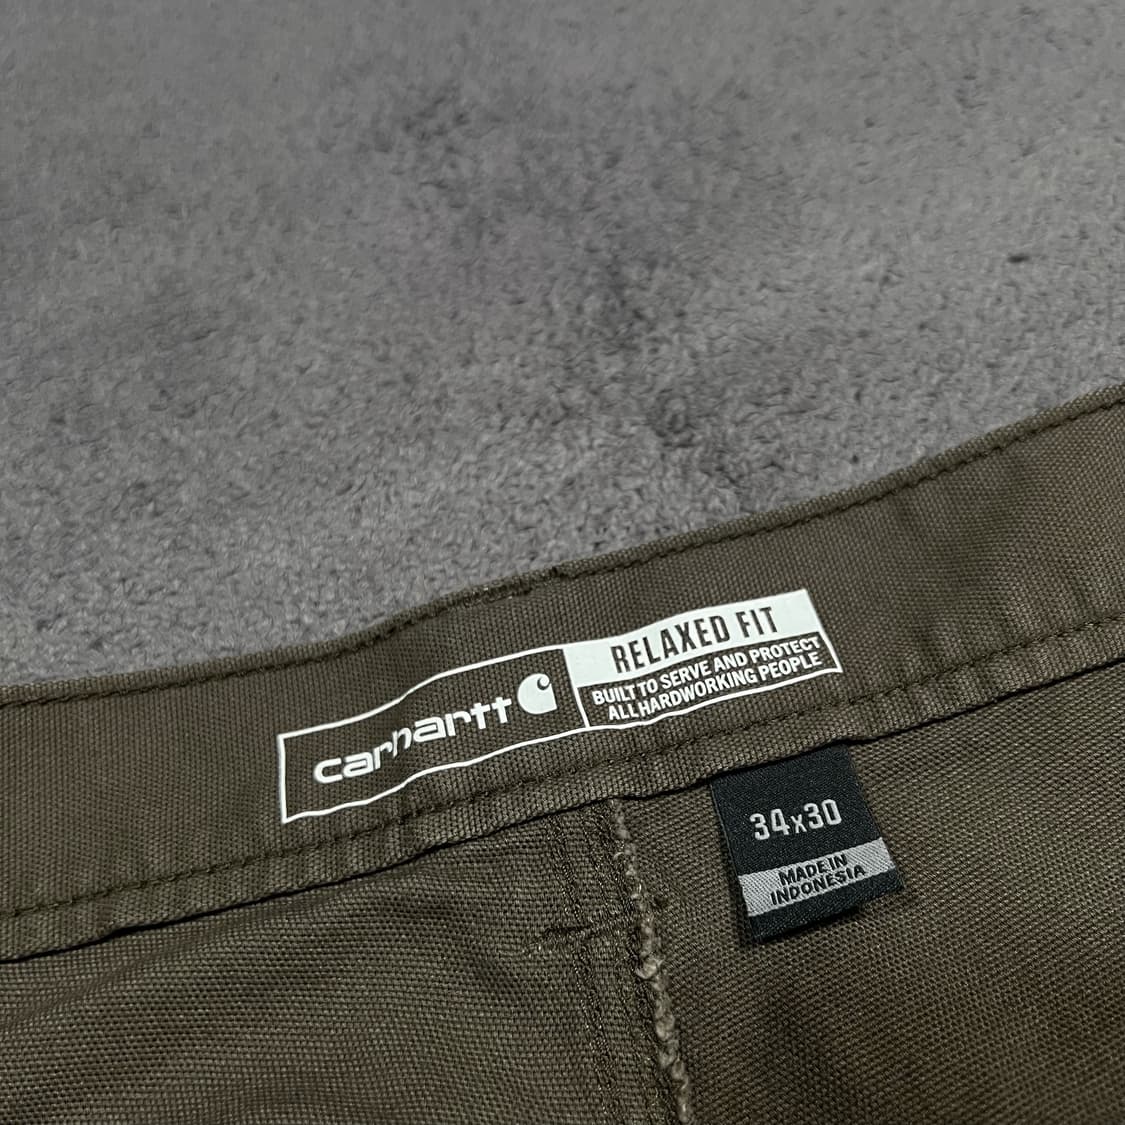 carhartt
RELAXED FIT
BUILT TO SERVE AND PROTECT
ALL HARDWORKING PEOPLE
34x30
MADE IN
INDONESIA